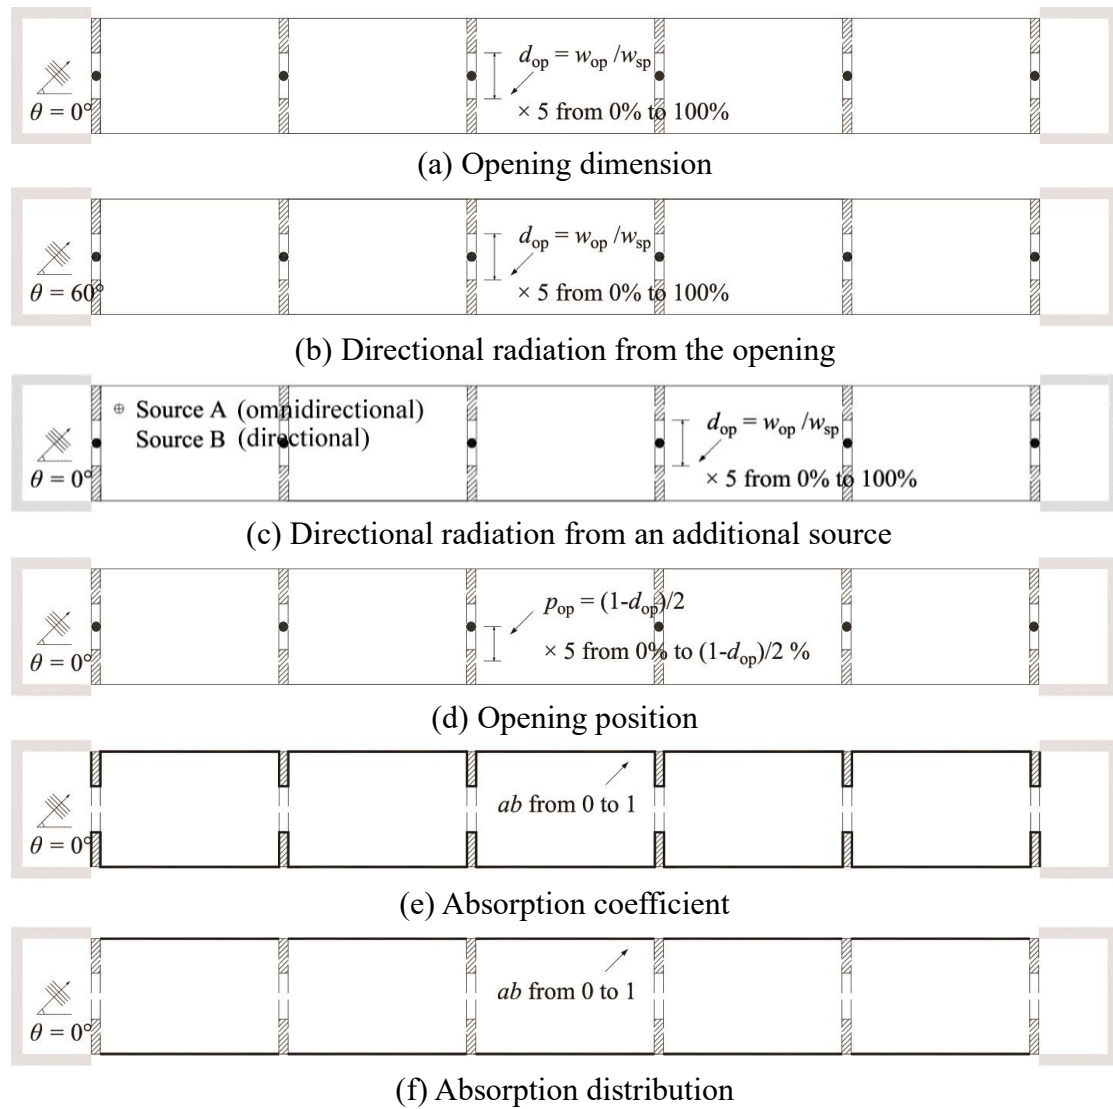 d_op = w_op /w_sp
× 5 from 0% to 100%
θ = 0°
(a) Opening dimension
d_op = w_op /w_sp
× 5 from 0% to 100%
θ = 60°
(b) Directional radiation from the opening
Source A (omnidirectional)
Source B (directional)
d_op = w_op /w_sp
× 5 from 0% to 100%
θ = 0°
(c) Directional radiation from an additional source
p_op = (1-d_op)/2
× 5 from 0% to (1-d_op)/2 %
θ = 0°
(d) Opening position
ab from 0 to 1
θ = 0°
(e) Absorption coefficient
ab from 0 to 1
θ = 0°
(f) Absorption distribution